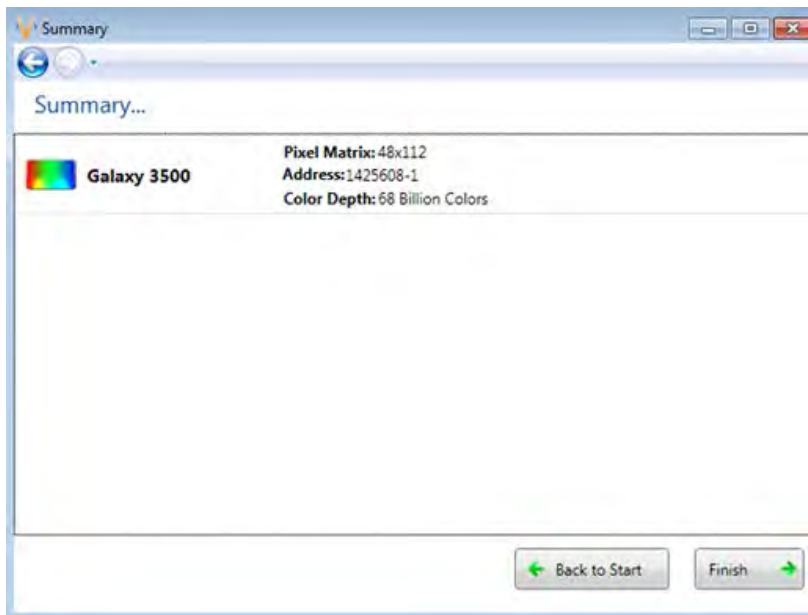 Summary
Summary...
Galaxy 3500
Pixel Matrix: 48x112
Address:1425608-1
Color Depth: 68 Billion Colors
Back to Start
Finish